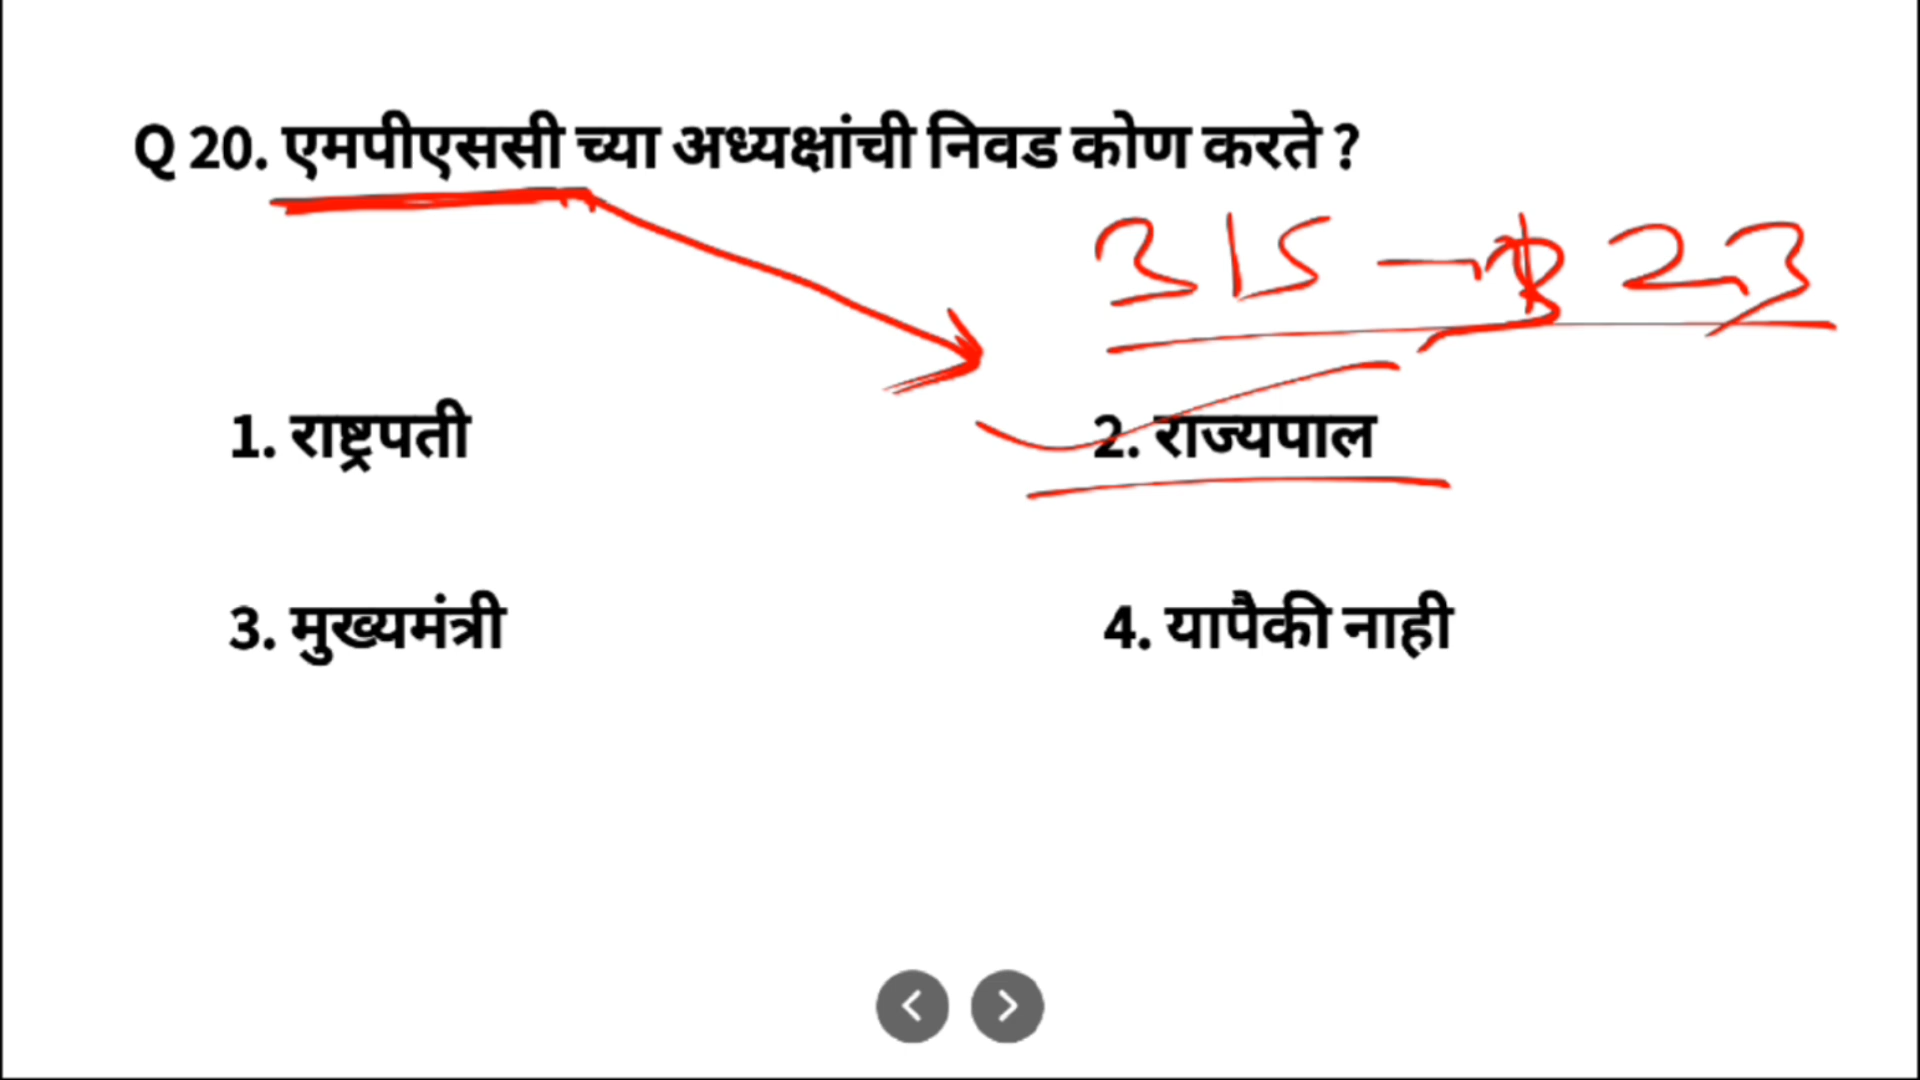 Q 20. एमपीएससी च्या अध्यक्षांची निवड कोण करते ?
315 → 323
1. राष्ट्रपती
2. राज्यपाल
3. मुख्यमंत्री
4. यापैकी नाही